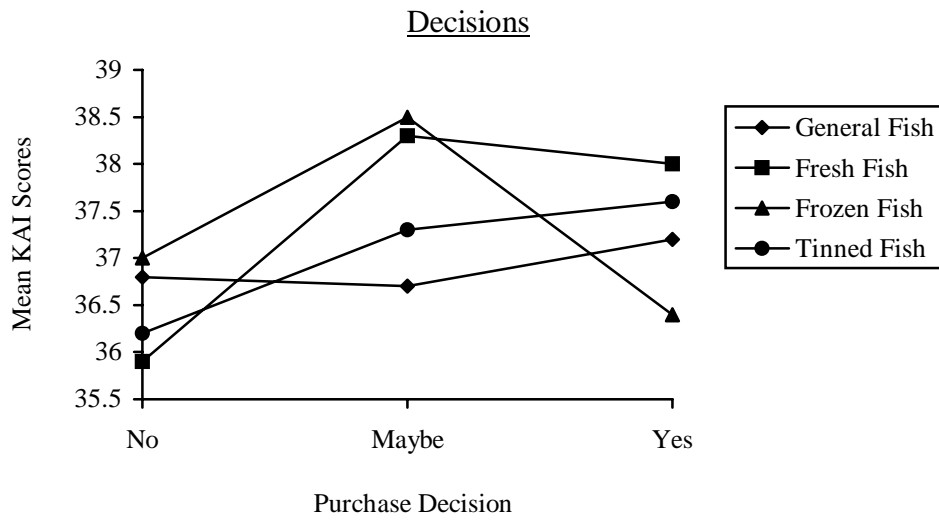 Decisions
39
38.5
38
37.5
37
36.5
36
35.5
Mean KAI Scores
No
Maybe
Yes
Purchase Decision
General Fish
Fresh Fish
Frozen Fish
Tinned Fish